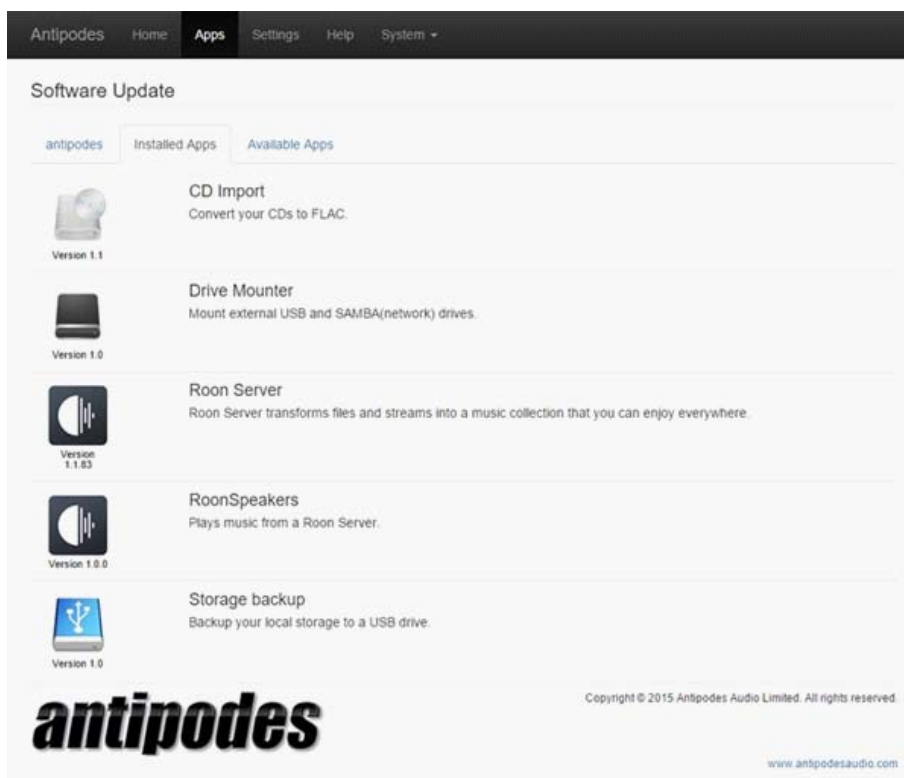 Antipodes Home Apps Settings Help System
Software Update
antipodes Installed Apps Available Apps
CD Import
Convert your CDs to FLAC.
Version 1.1
Drive Mounter
Mount external USB and SAMBA(network) drives.
Version 1.0
Roon Server
Roon Server transforms files and streams into a music collection that you can enjoy everywhere.
Version
1.1.83
RoonSpeakers
Plays music from a Roon Server.
Version 1.0.0
Storage backup
Backup your local storage to a USB drive.
Version 1.0
antipodes
Copyright © 2015 Antipodes Audio Limited. All rights reserved.
www.antipodesaudio.com